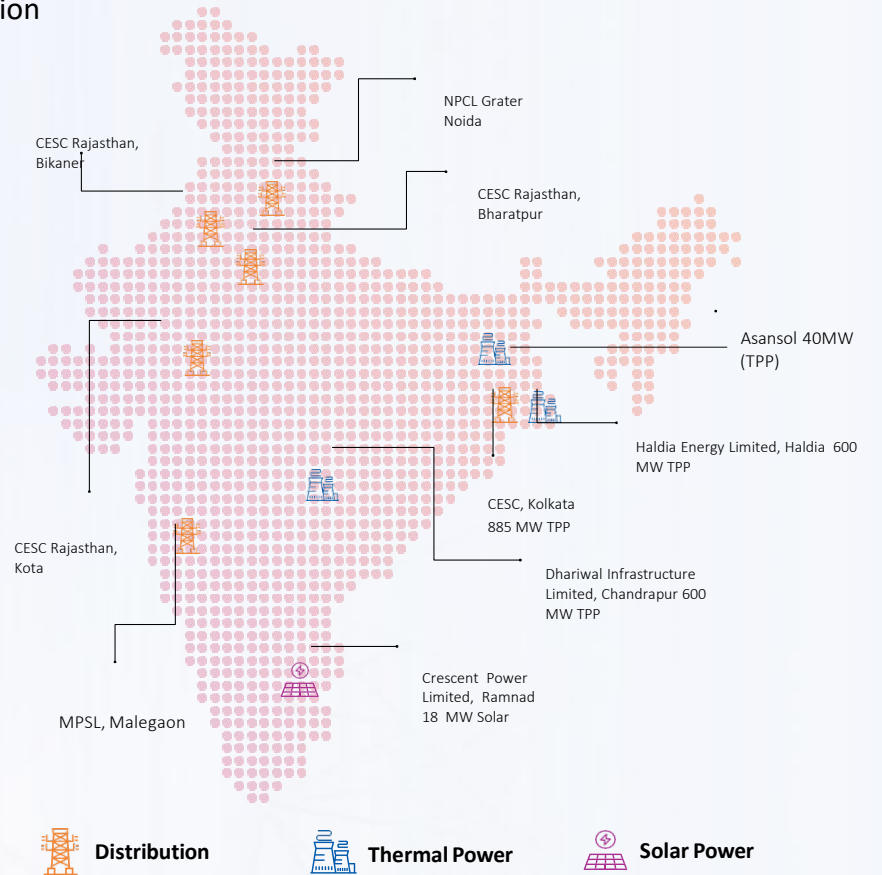 ion
NPCL Grater
Noida
CESC Rajasthan,
Bikaner
CESC Rajasthan,
Bharatpur
Asansol 40MW
(TPP)
Haldia Energy Limited, Haldia 600
MW TPP
CESC, Kolkata
885 MW TPP
CESC Rajasthan,
Kota
Dhariwal Infrastructure
Limited, Chandrapur 600
MW TPP
Crescent Power
Limited, Ramnad
18 MW Solar
MPSL, Malegaon
Distribution
Thermal Power
Solar Power